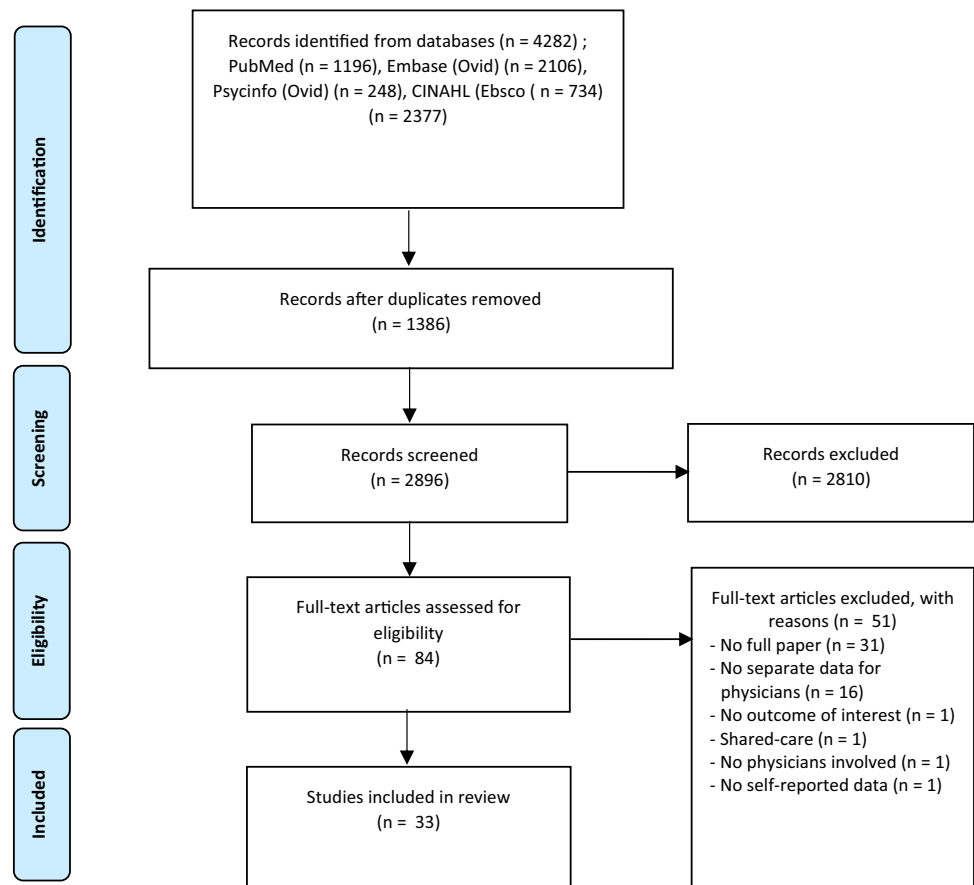 Identification
Records identified from databases (n = 4282) ;
PubMed (n = 1196), Embase (Ovid) (n = 2106),
Psycinfo (Ovid) (n = 248), CINAHL (Ebsco ( n = 734)
(n = 2377)
Records after duplicates removed
(n = 1386)
Screening
Records screened
(n = 2896)
Records excluded
(n = 2810)
Eligibility
Full-text articles assessed for
eligibility
(n = 84)
Full-text articles excluded, with
reasons (n = 51)
- No full paper (n = 31)
- No separate data for
physicians (n = 16)
- No outcome of interest (n = 1)
- Shared-care (n = 1)
- No physicians involved (n = 1)
- No self-reported data (n = 1)
Included
Studies included in review
(n = 33)